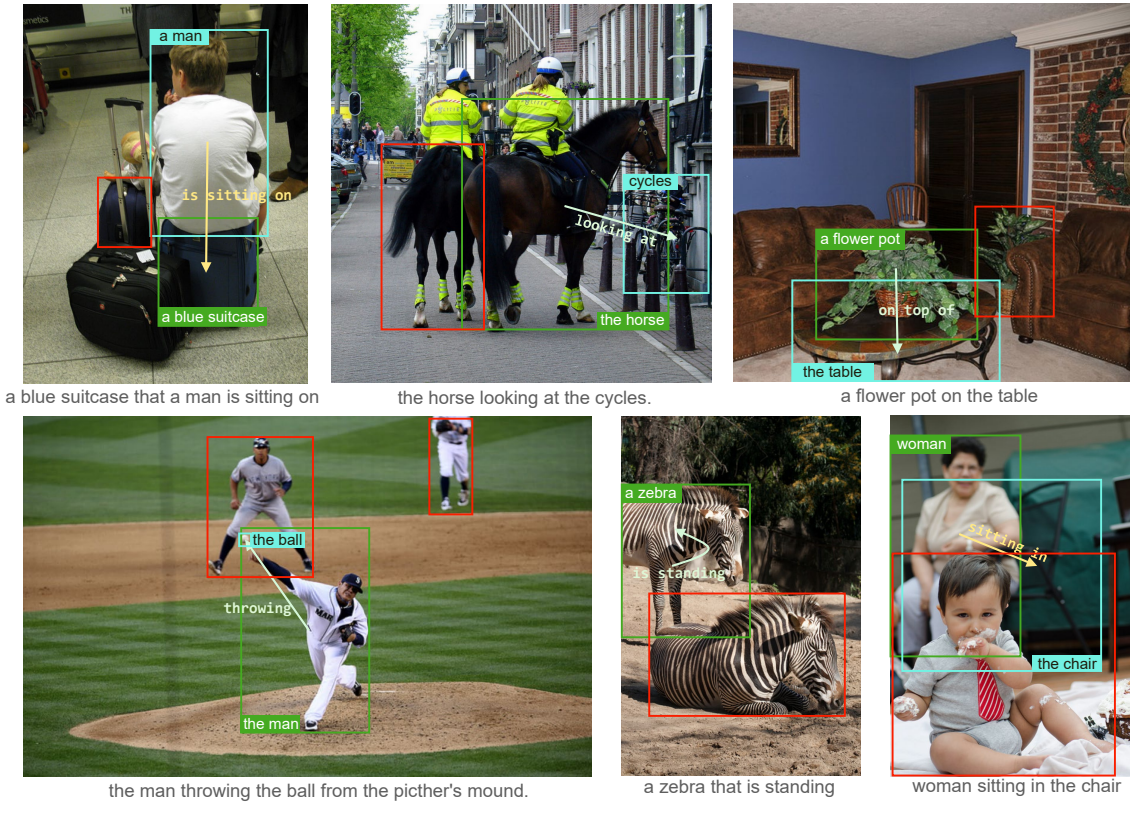 a man
is sitting on
a blue suitcase
a blue suitcase that a man is sitting on
cycles
looking at
the horse
the horse looking at the cycles.
a flower pot
on top of
the table
a flower pot on the table
the ball
throwing
the man
the man throwing the ball from the picther's mound.
a zebra
is standing
a zebra that is standing
woman
sitting in
the chair
woman sitting in the chair